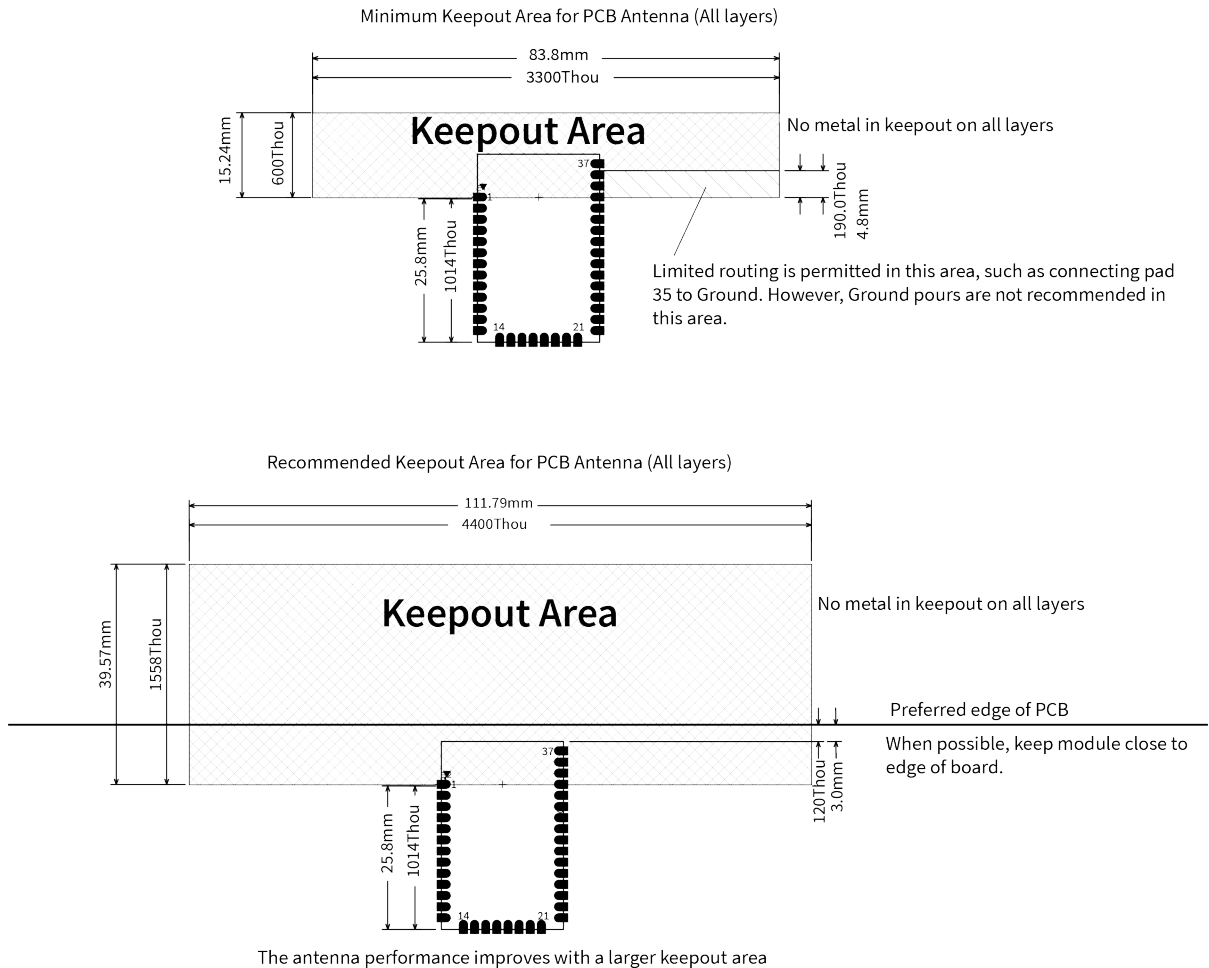 Minimum Keepout Area for PCB Antenna (All layers)
83.8mm
3300Thou
Keepout Area
No metal in keepout on all layers
15.24mm
600Thou
37
1
190.0Thou
4.8mm
25.8mm
1014Thou
Limited routing is permitted in this area, such as connecting pad
35 to Ground. However, Ground pours are not recommended in
this area.
14
21
Recommended Keepout Area for PCB Antenna (All layers)
111.79mm
4400Thou
Keepout Area
No metal in keepout on all layers
39.57mm
1558Thou
Preferred edge of PCB
When possible, keep module close to
edge of board.
37
1
120Thou
3.0mm
25.8mm
1014Thou
14
21
The antenna performance improves with a larger keepout area